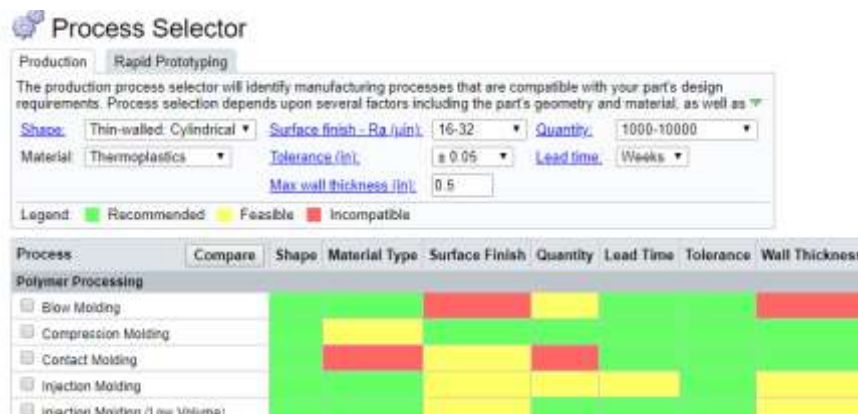 Process Selector
Production Rapid Prototyping
The production process selector will identify manufacturing processes that are compatible with your part's design
requirements. Process selection depends upon several factors including the part's geometry and material, as well as
Shape: Thin-walled: Cylindrical Surface finish - Ra (μin): 16-32 Quantity: 1000-10000
Material: Thermoplastics Tolerance (in): ± 0.05 Lead time: Weeks
Max wall thickness (in): 0.5
Legend: Recommended Feasible Incompatible
Process Compare Shape Material Type Surface Finish Quantity Lead Time Tolerance Wall Thickness
Polymer Processing
Blow Molding
Compression Molding
Contact Molding
Injection Molding
Injection Molding (Low Volume)